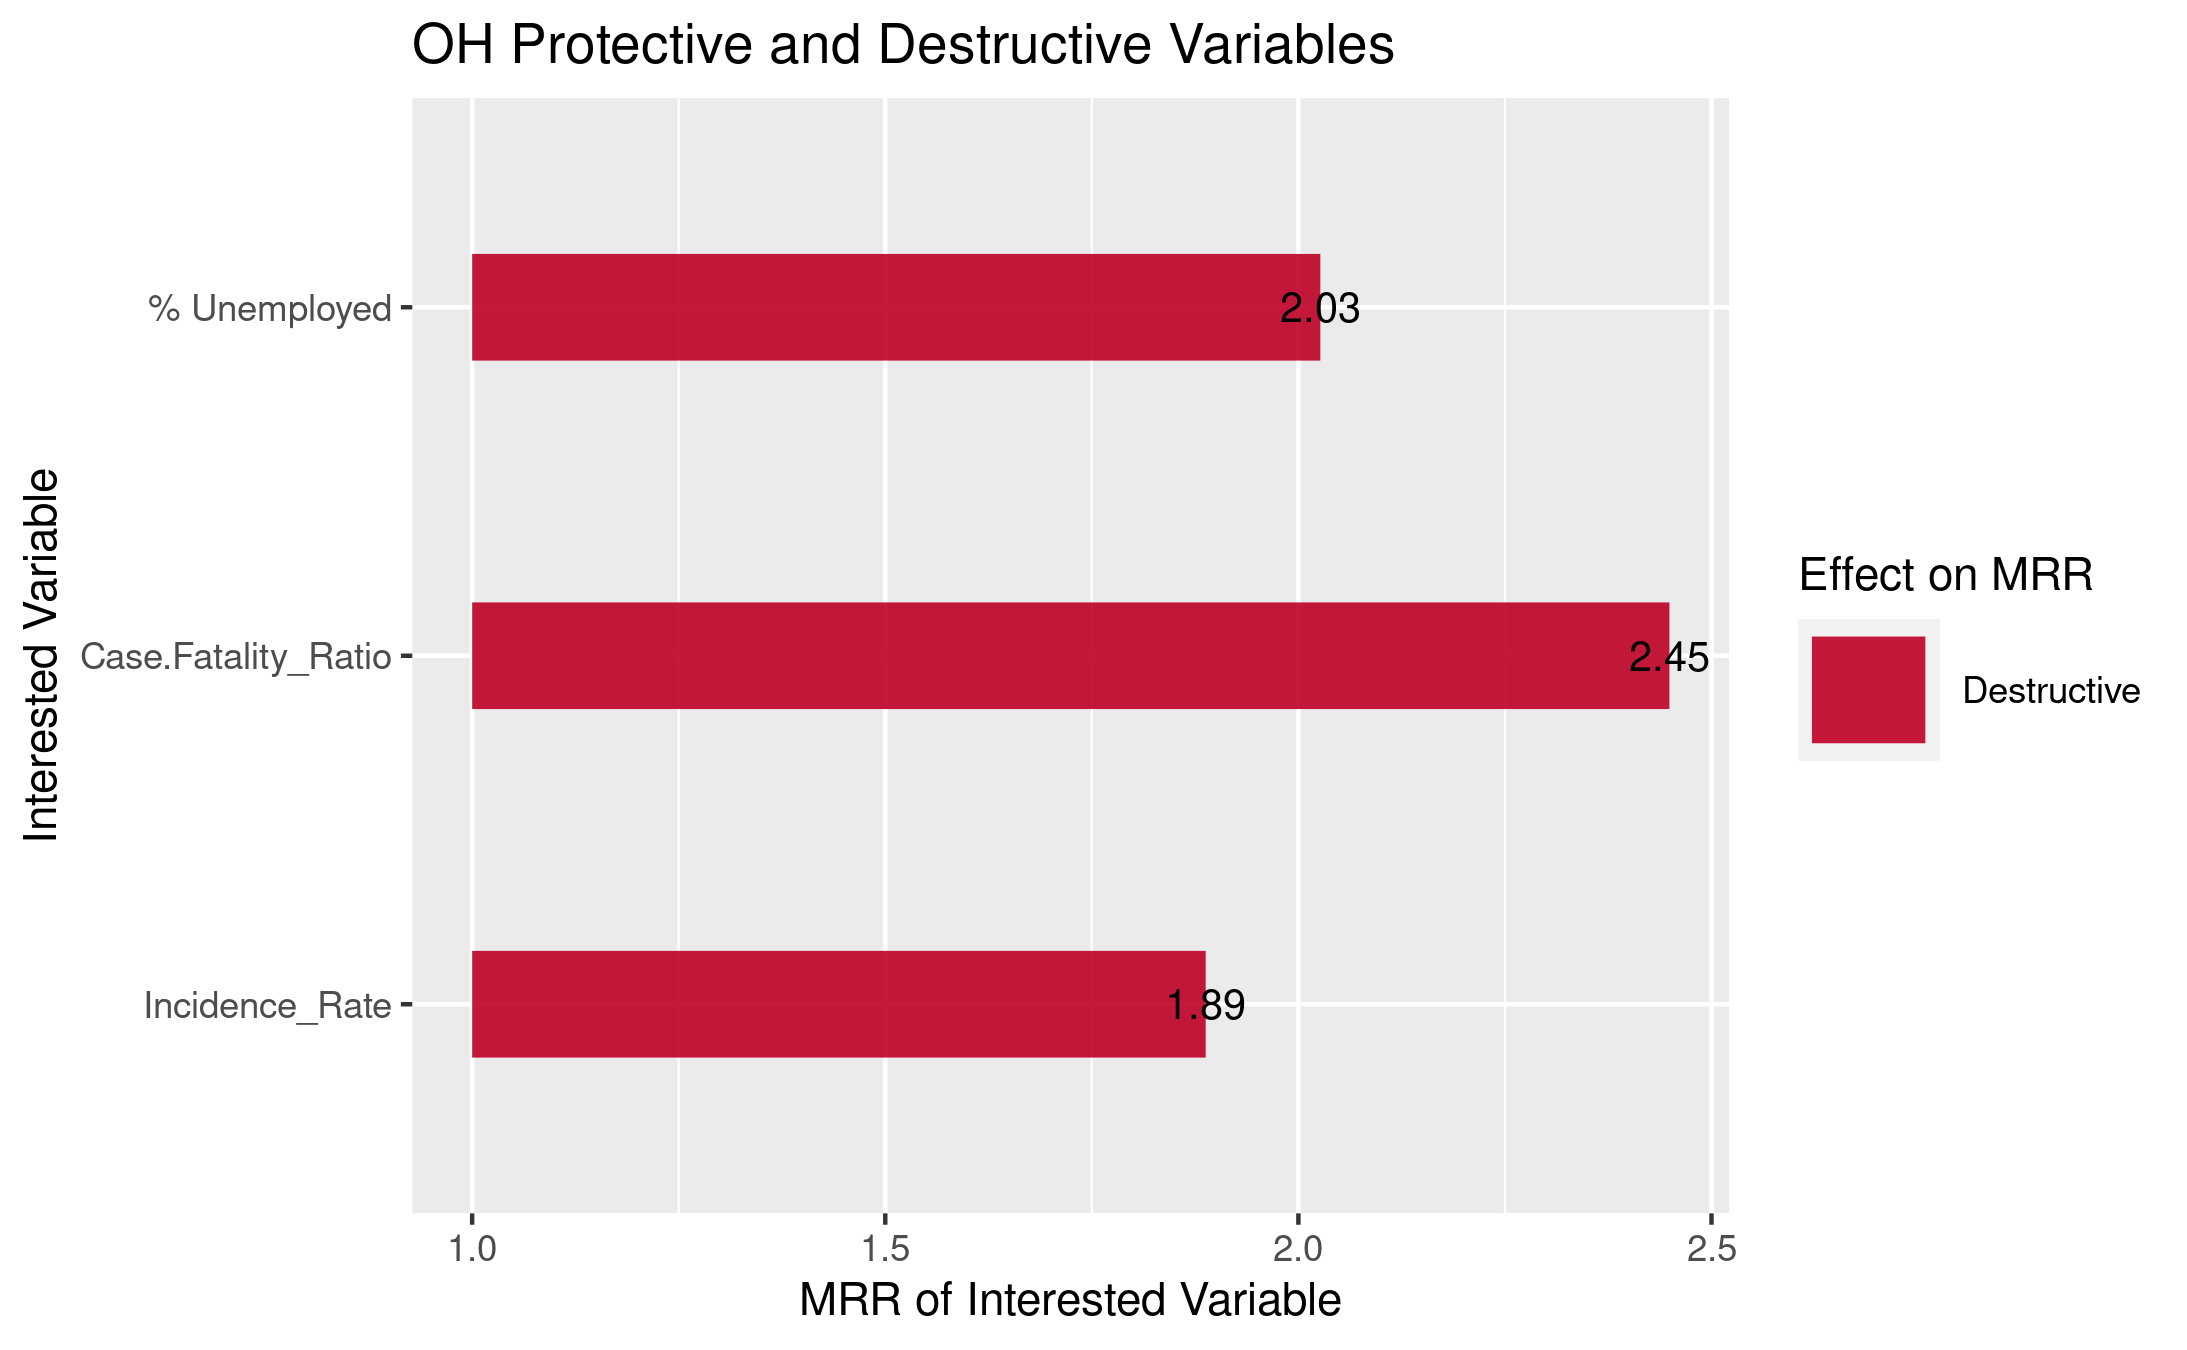 OH Protective and Destructive Variables
Interested Variable
% Unemployed
2.03
Case.Fatality_Ratio
2.45
Incidence_Rate
1.89
1.0 1.5 2.0 2.5
MRR of Interested Variable
Effect on MRR
Destructive